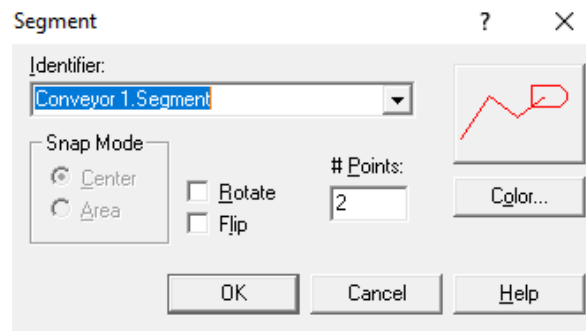 Segment ? ×
Identifier:
Conveyor 1.Segment
Snap Mode
Center
Area
Rotate
Flip
# Points:
2
Color...
OK Cancel Help